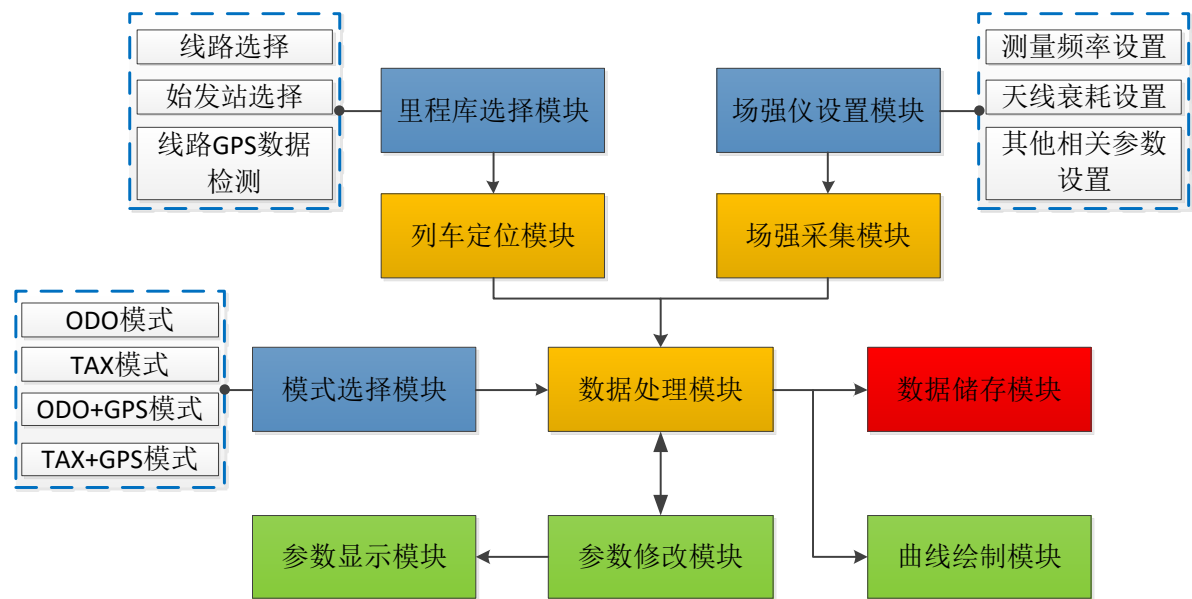 线路选择
始发站选择
线路GPS数据
检测
里程库选择模块
场强仪设置模块
测量频率设置
天线衰耗设置
其他相关参数
设置
列车定位模块
场强采集模块
ODO模式
TAX模式
ODO+GPS模式
TAX+GPS模式
模式选择模块
数据处理模块
数据储存模块
参数显示模块
参数修改模块
曲线绘制模块